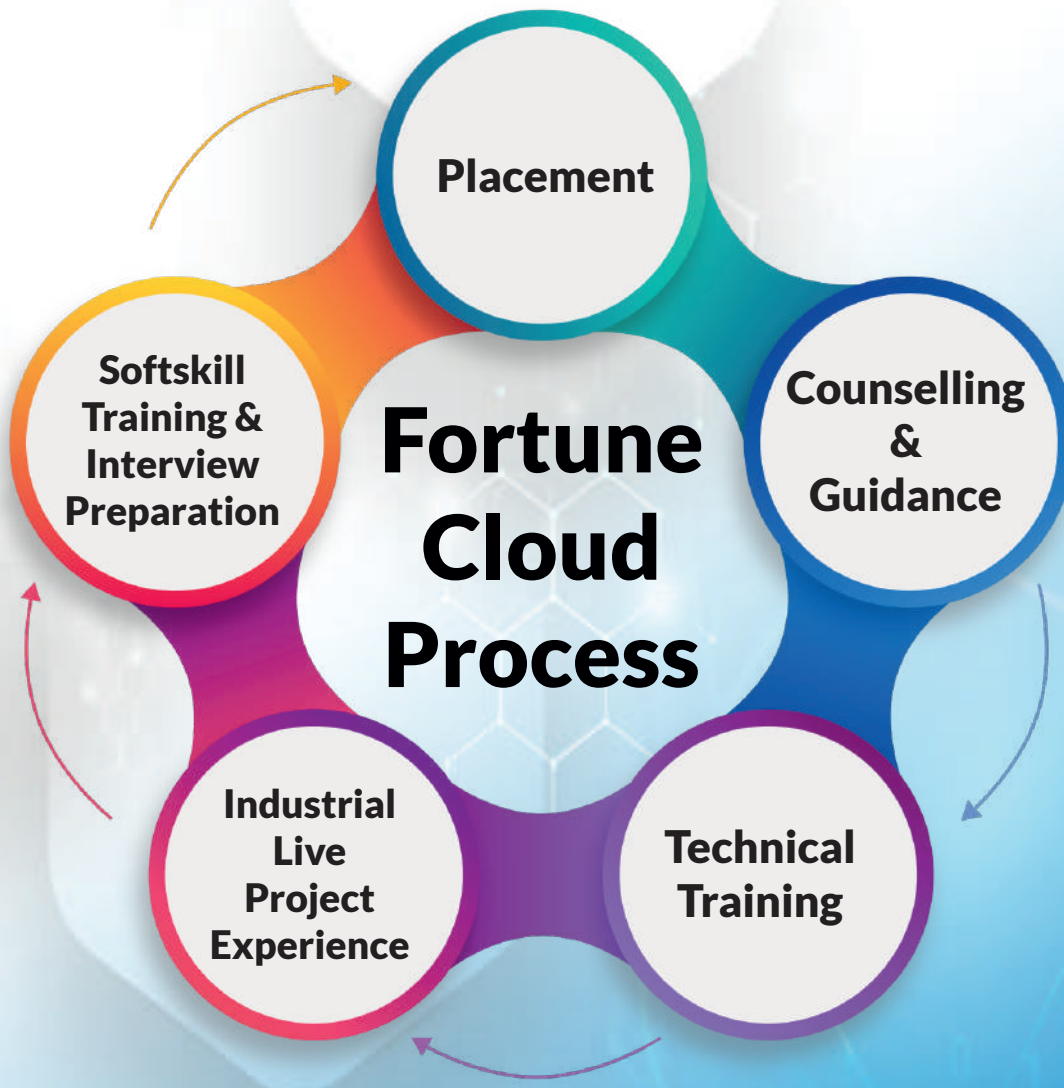 Placement
Counselling
&
Guidance
Softskill
Training &
Interview
Preparation
Fortune
Cloud
Process
Technical
Training
Industrial
Live
Project
Experience